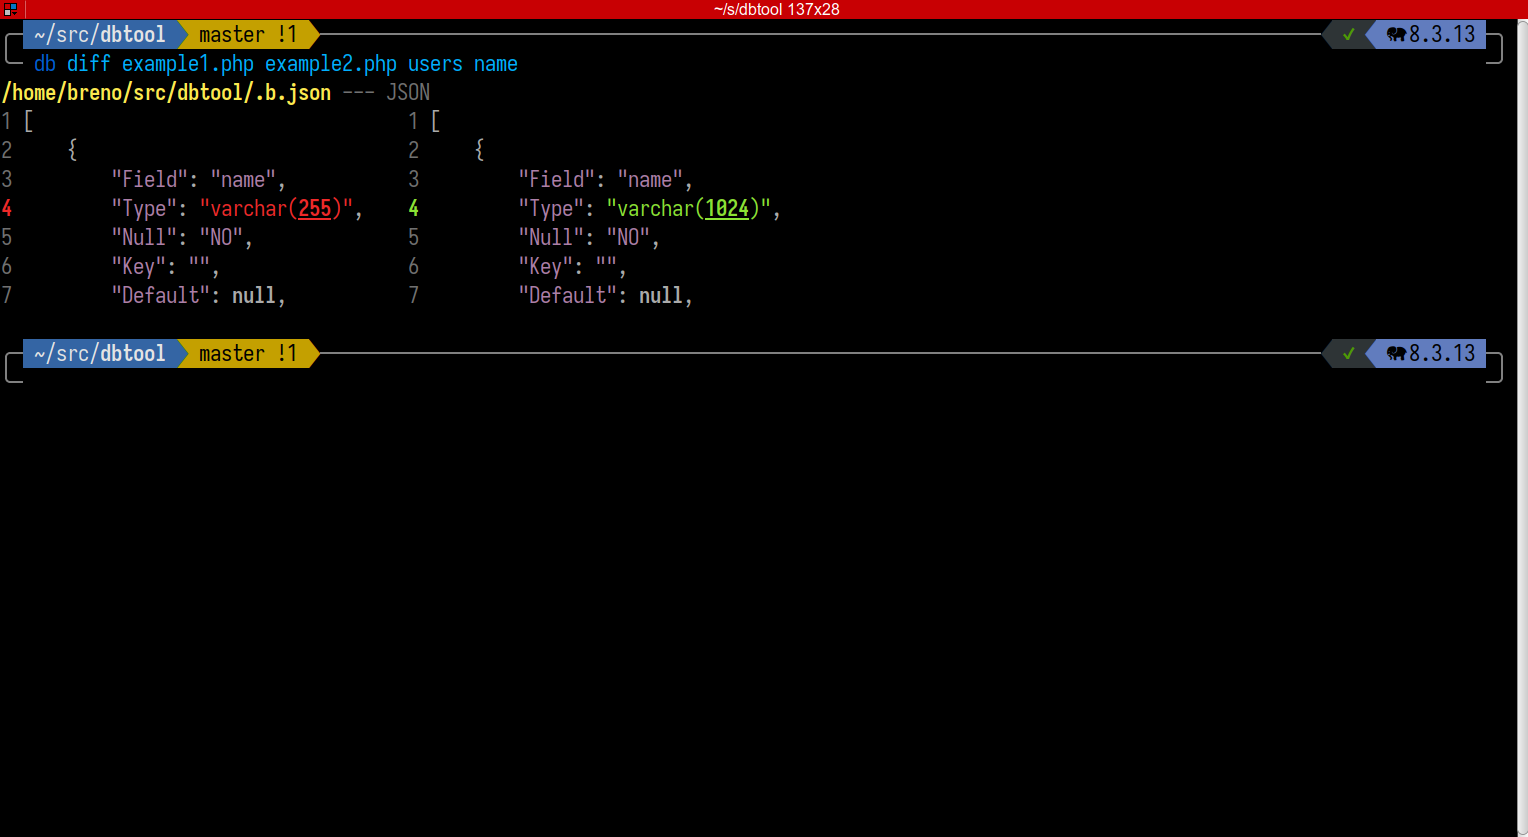 ~/s/dbtool 137x28
~/src/dbtool master !1 ✓ 8.3.13
db diff example1.php example2.php users name
/home/breno/src/dbtool/.b.json --- JSON
1 [ 1 [
2 { 2 {
3 "Field": "name", 3 "Field": "name",
4 "Type": "varchar(255)", 4 "Type": "varchar(1024)",
5 "Null": "NO", 5 "Null": "NO",
6 "Key": "", 6 "Key": "",
7 "Default": null, 7 "Default": null,
~/src/dbtool master !1 ✓ 8.3.13